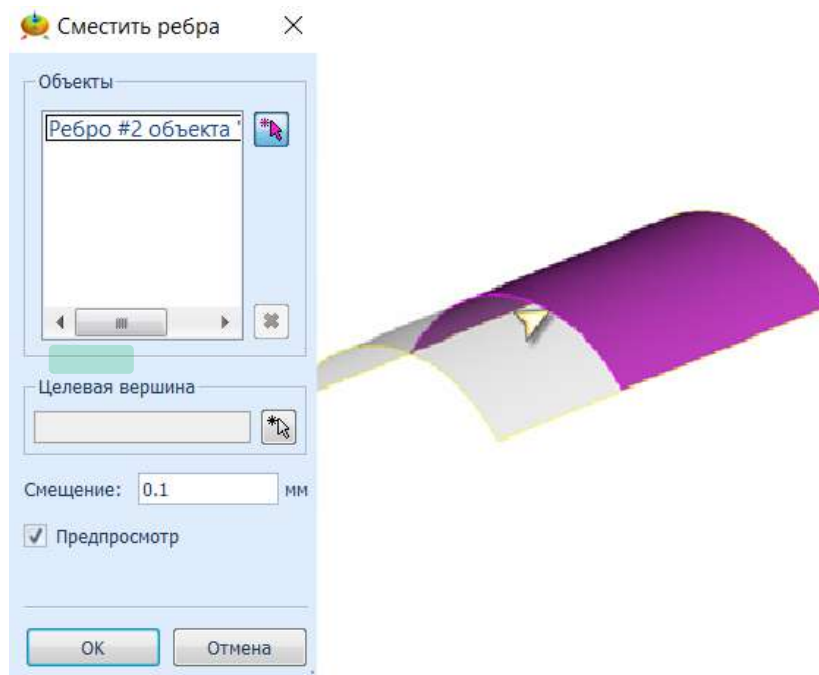 Сместить ребра
Объекты
Ребро #2 объекта '
Целевая вершина
Смещение: 0.1 мм
Предпросмотр
ОК Отмена